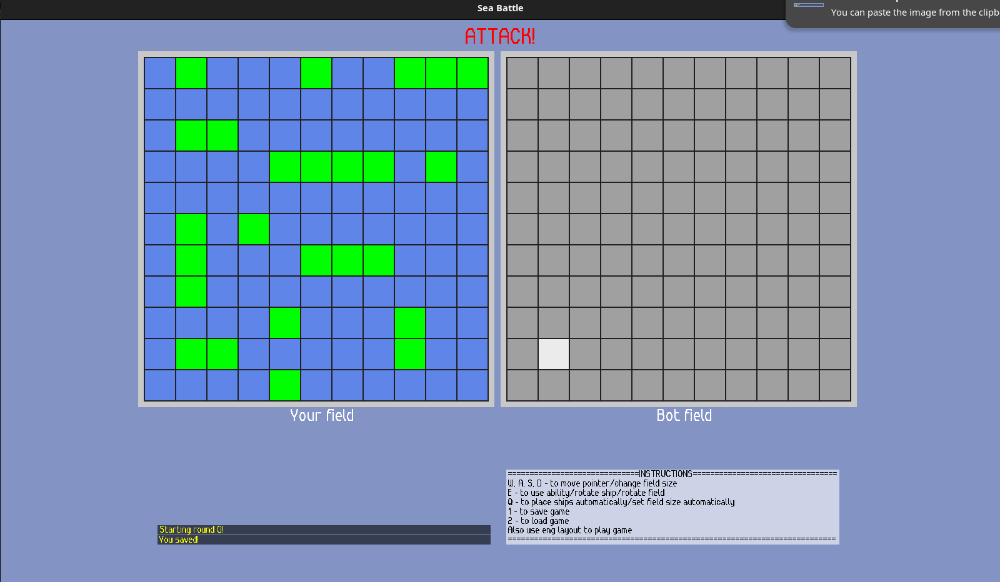 Sea Battle
You can paste the image from the
ATTACK!
Your field
Bot field
==============================INSTRUCTIONS=================================
W, A, S, D - to move pointer/change field size
E - to use ability/rotate ship/rotate field
Q - to place ships automatically/set field size automatically
1 - to save game
2 - to load game
Also use eng layout to play game
===========================================================================
Starting round 0!
You saved!